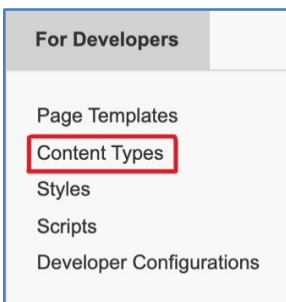 For Developers
Page Templates
Content Types
Styles
Scripts
Developer Configurations